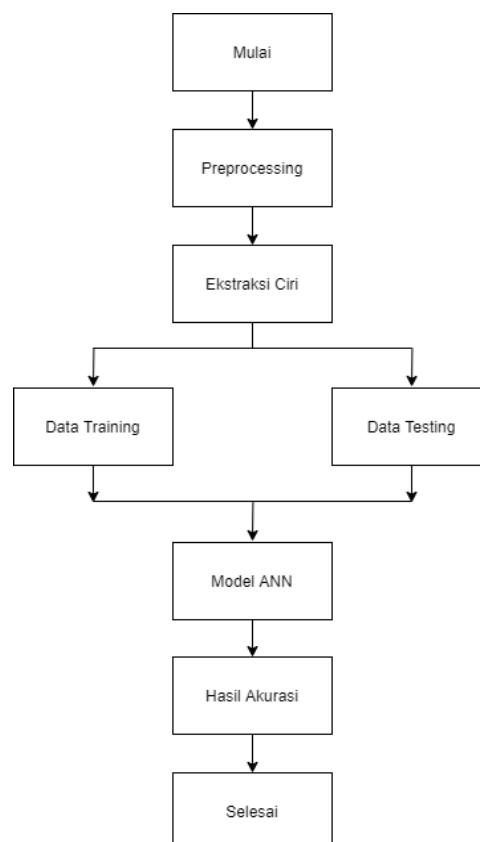 Mulai
Preprocessing
Ekstraksi Ciri
Data Training
Data Testing
Model ANN
Hasil Akurasi
Selesai